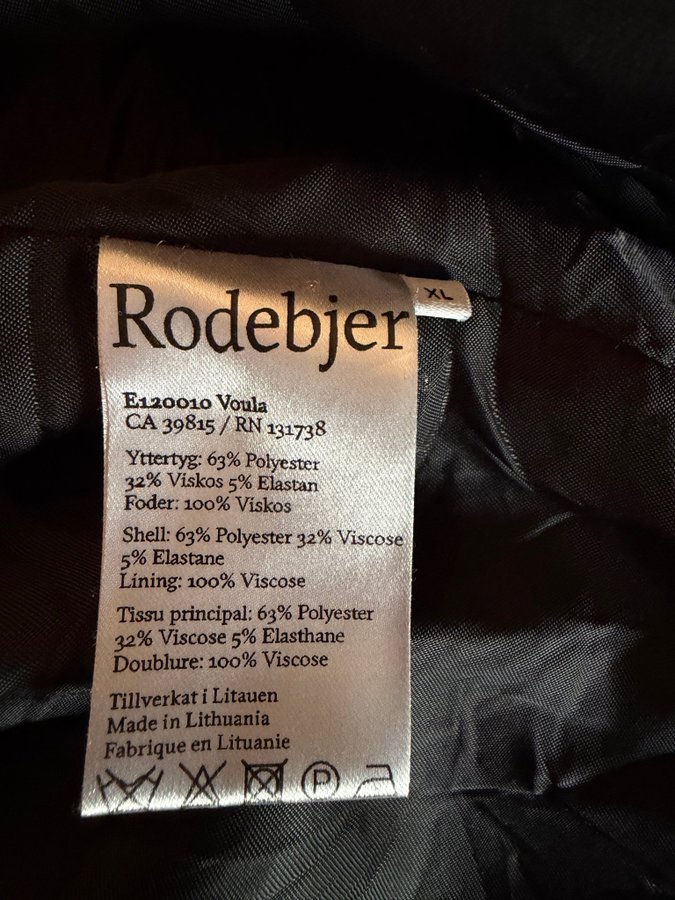 Rodebjer
XL
E120010 Voula
CA 39815 / RN 131738
Yttertyg: 63% Polyester
32% Viskos 5% Elastan
Foder: 100% Viskos
Shell: 63% Polyester 32% Viscose
5% Elastane
Lining: 100% Viscose
Tissu principal: 63% Polyester
32% Viscose 5% Elasthane
Doublure: 100% Viscose
Tillverkat i Litauen
Made in Lithuania
Fabrique en Lituanie
P